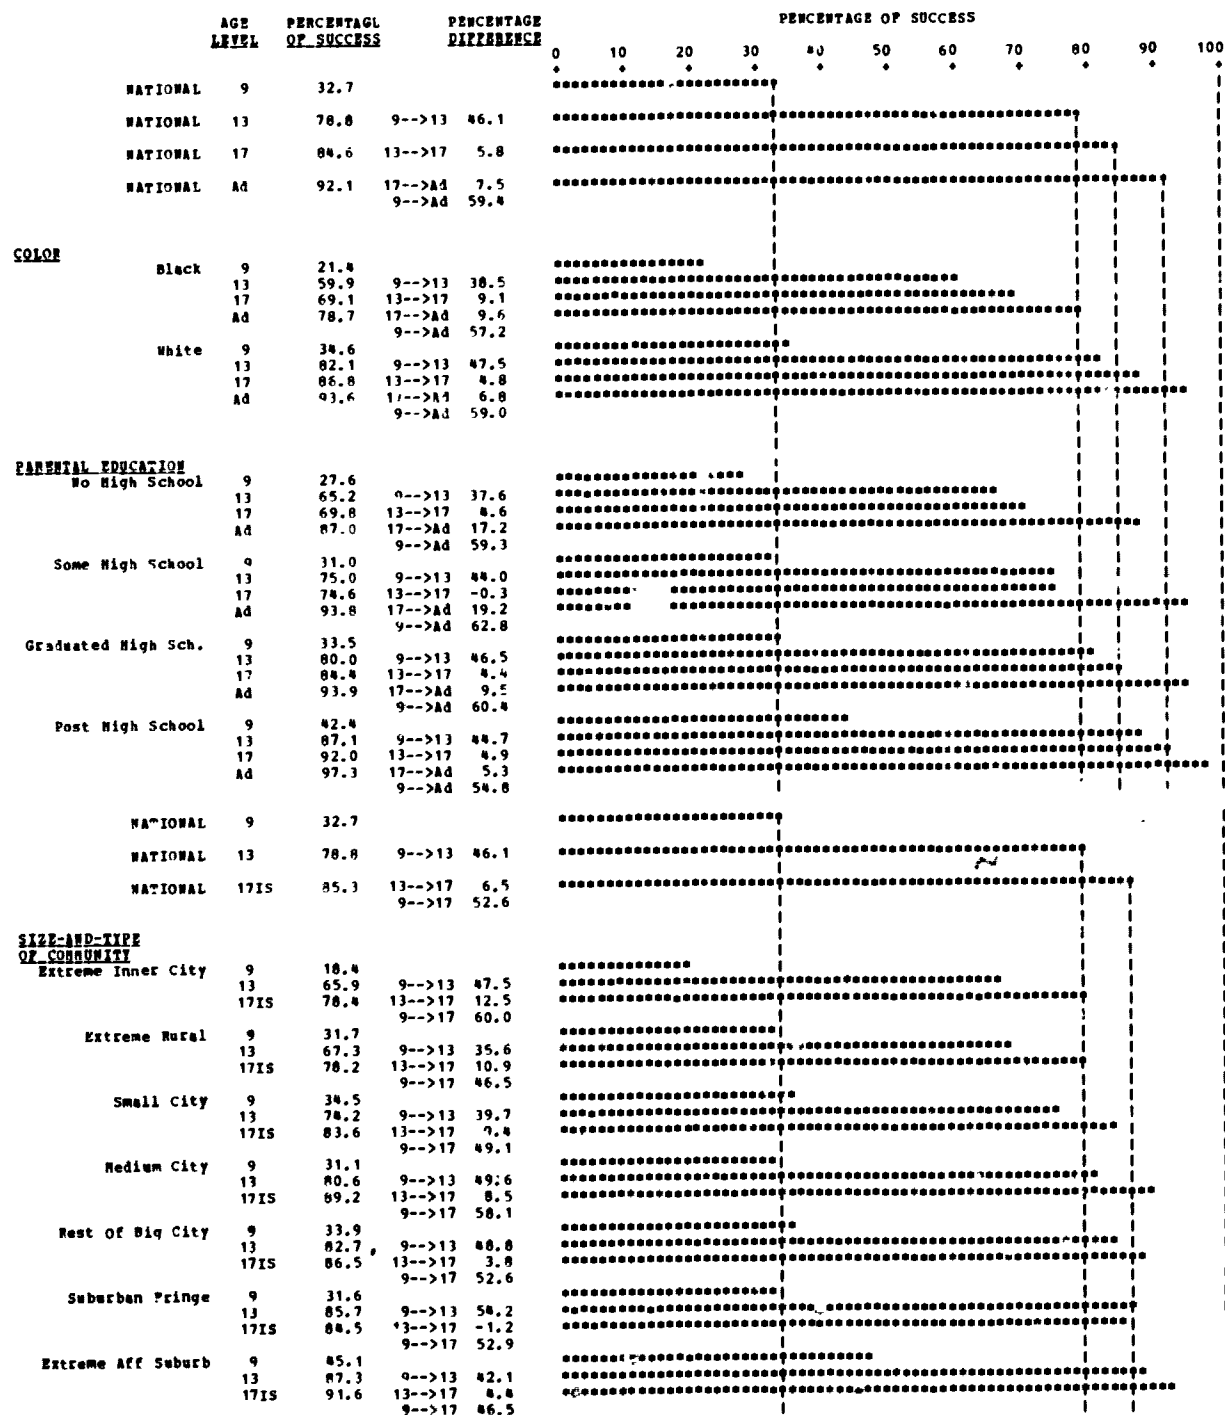 AGE PERCENTAGE PENCENTAGE PENCENTAGE OF SUCCESS
LEVEL OF SUCCESS DIFFERENCE
0 10 20 30 40 50 60 70 80 90 100
NATIONAL 9 32.7
NATIONAL 13 78.8 9-->13 46.1
NATIONAL 17 84.6 13-->17 5.8
NATIONAL Ad 92.1 17-->Ad 7.5
9-->Ad 59.4
COLOR
Black 9 21.4
13 59.9 9-->13 38.5
17 69.1 13-->17 9.1
Ad 78.7 17-->Ad 9.6
9-->Ad 57.2
White 9 34.6
13 82.1 9-->13 47.5
17 86.8 13-->17 4.8
Ad 93.6 17-->Ad 6.8
9-->Ad 59.0
PARENTAL EDUCATION
No High School 9 27.6
13 65.2 9-->13 37.6
17 69.8 13-->17 4.6
Ad 87.0 17-->Ad 17.2
9-->Ad 59.3
Some High School 9 31.0
13 75.0 9-->13 44.0
17 74.6 13-->17 -0.3
Ad 93.8 17-->Ad 19.2
9-->Ad 62.8
Graduated High Sch. 9 33.5
13 80.0 9-->13 46.5
17 84.4 13-->17 4.4
Ad 93.9 17-->Ad 9.5
9-->Ad 60.4
Post High School 9 42.4
13 87.1 9-->13 44.7
17 92.0 13-->17 4.9
Ad 97.3 17-->Ad 5.3
9-->Ad 54.8
NATIONAL 9 32.7
NATIONAL 13 78.8 9-->13 46.1
NATIONAL 17IS 85.3 13-->17 6.5
9-->17 52.6
SIZE-AND-TYPE
OF COMMUNITY
Extreme Inner City 9 18.4
13 65.9 9-->13 47.5
17IS 78.4 13-->17 12.5
9-->17 60.0
Extreme Rural 9 31.7
13 67.3 9-->13 35.6
17IS 78.2 13-->17 10.9
9-->17 46.5
Small City 9 34.5
13 74.2 9-->13 39.7
17IS 83.6 13-->17 9.4
9-->17 49.1
Medium City 9 31.1
13 80.6 9-->13 49.6
17IS 89.2 13-->17 8.5
9-->17 58.1
Rest Of Big City 9 33.9
13 82.7 9-->13 48.8
17IS 86.5 13-->17 3.8
9-->17 52.6
Suburban Fringe 9 31.6
13 85.7 9-->13 54.2
17IS 84.5 13-->17 -1.2
9-->17 52.9
Extreme Aff Suburb 9 45.1
13 87.3 9-->13 42.1
17IS 91.6 13-->17 4.4
9-->17 46.5